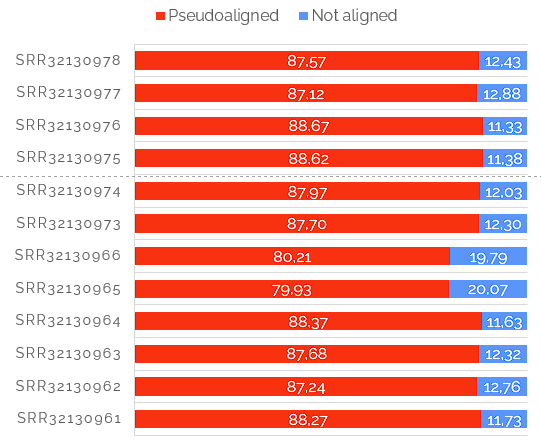 Pseudoaligned Not aligned
SRR32130978 87,57 12,43
SRR32130977 87,12 12,88
SRR32130976 88,67 11,33
SRR32130975 88,62 11,38
SRR32130974 87,97 12,03
SRR32130973 87,70 12,30
SRR32130966 80,21 19,79
SRR32130965 79,93 20,07
SRR32130964 88,37 11,63
SRR32130963 87,68 12,32
SRR32130962 87,24 12,76
SRR32130961 88,27 11,73